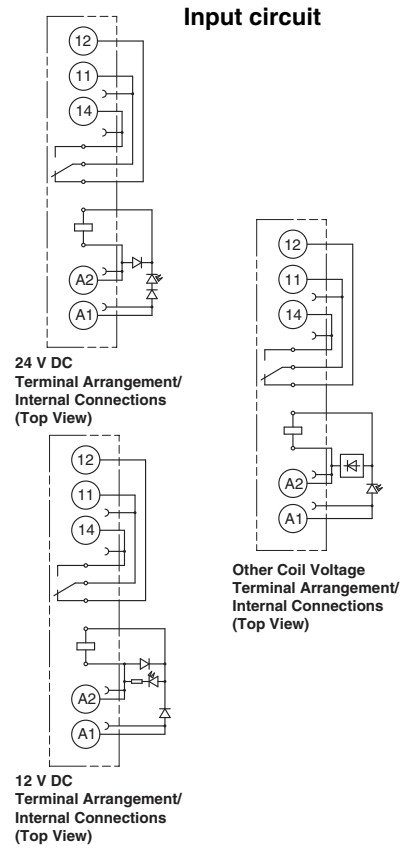 Input circuit
12
11
14
A2
A1
24 V DC
Terminal Arrangement/
Internal Connections
(Top View)
12
11
14
A2
A1
12 V DC
Terminal Arrangement/
Internal Connections
(Top View)
12
11
14
A2
A1
Other Coil Voltage
Terminal Arrangement/
Internal Connections
(Top View)